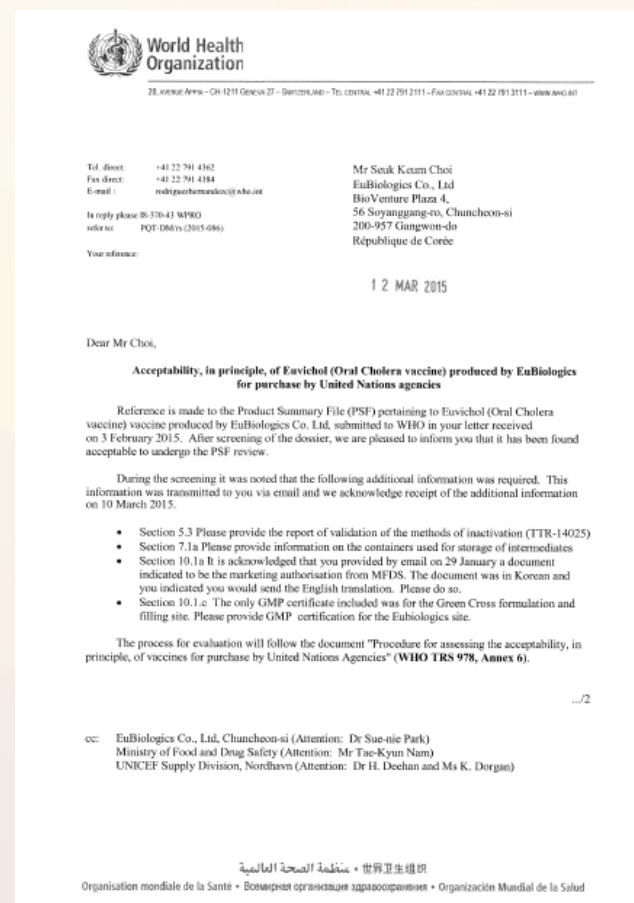 World Health
Organization
20, AVENUE APPIA – CH-1211 GENEVA 27 – SWITZERLAND – TEL CENTRAL +41 22 791 2111 – FAX CENTRAL +41 22 791 3111 – WWW.WHO.INT
Tel. direct: +41 22 791 4362
Fax direct: +41 22 791 4384
E-mail : rodriguezhernandezc@who.int
In reply please I8-370-43 WPRO
refer to: PQT-DM/rs (2015-086)
Your reference:
Mr Seuk Keum Choi
EuBiologics Co., Ltd
BioVenture Plaza 4,
56 Soyanggang-ro, Chuncheon-si
200-957 Gangwon-do
République de Corée
12 MAR 2015
Dear Mr Choi,
Acceptability, in principle, of Euvichol (Oral Cholera vaccine) produced by EuBiologics
for purchase by United Nations agencies
Reference is made to the Product Summary File (PSF) pertaining to Euvichol (Oral Cholera
vaccine) vaccine produced by EuBiologics Co. Ltd, submitted to WHO in your letter received
on 3 February 2015. After screening of the dossier, we are pleased to inform you that it has been found
acceptable to undergo the PSF review.
During the screening it was noted that the following additional information was required. This
information was transmitted to you via email and we acknowledge receipt of the additional information
on 10 March 2015.
• Section 5.3 Please provide the report of validation of the methods of inactivation (TTR-14025)
• Section 7.1a Please provide information on the containers used for storage of intermediates
• Section 10.1a It is acknowledged that you provided by email on 29 January a document
indicated to be the marketing authorisation from MFDS. The document was in Korean and
you indicated you would send the English translation. Please do so.
• Section 10.1.c The only GMP certificate included was for the Green Cross formulation and
filling site. Please provide GMP certification for the Eubiologics site.
The process for evaluation will follow the document "Procedure for assessing the acceptability, in
principle, of vaccines for purchase by United Nations Agencies" (WHO TRS 978, Annex 6).
.../2
cc: EuBiologics Co., Ltd, Chuncheon-si (Attention: Dr Sue-nie Park)
Ministry of Food and Drug Safety (Attention: Mr Tae-Kyun Nam)
UNICEF Supply Division, Nordhavn (Attention: Dr H. Deehan and Ms K. Dorgan)
منظمة الصحة العالمية • 世界卫生组织
Organisation mondiale de la Santé • Всемирная организация здравоохранения • Organización Mundial de la Salud